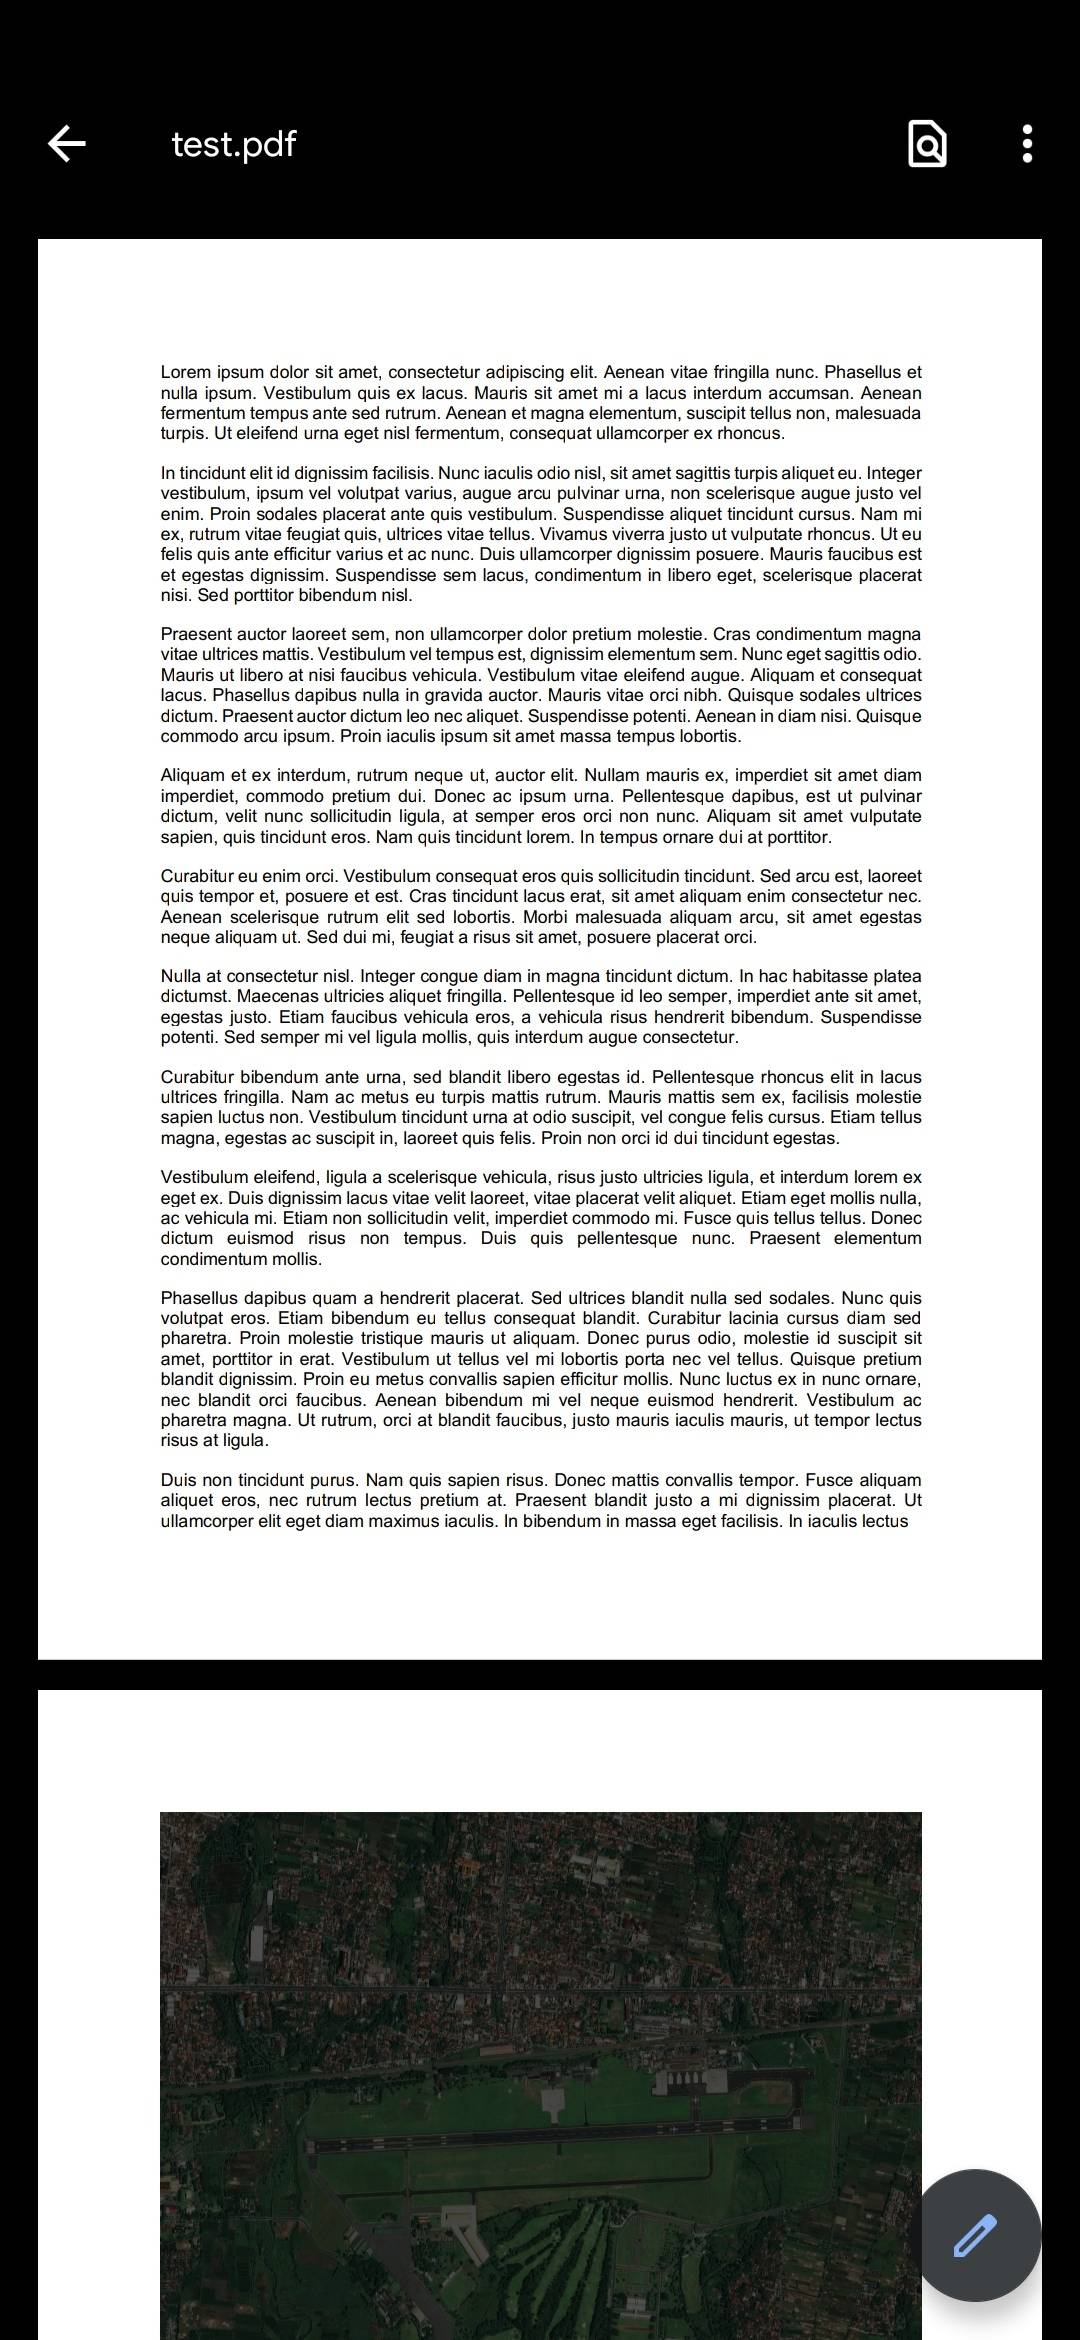 test.pdf
Lorem ipsum dolor sit amet, consectetur adipiscing elit. Aenean vitae fringilla nunc. Phasellus et
nulla ipsum. Vestibulum quis ex lacus. Mauris sit amet mi a lacus interdum accumsan. Aenean
fermentum tempus ante sed rutrum. Aenean et magna elementum, suscipit tellus non, malesuada
turpis. Ut eleifend urna eget nisl fermentum, consequat ullamcorper ex rhoncus.
In tincidunt elit id dignissim facilisis. Nunc iaculis odio nisl, sit amet sagittis turpis aliquet eu. Integer
vestibulum, ipsum vel volutpat varius, augue arcu pulvinar urna, non scelerisque augue justo vel
enim. Proin sodales placerat ante quis vestibulum. Suspendisse aliquet tincidunt cursus. Nam mi
ex, rutrum vitae feugiat quis, ultrices vitae tellus. Vivamus viverra justo ut vulputate rhoncus. Ut eu
felis quis ante efficitur varius et ac nunc. Duis ullamcorper dignissim posuere. Mauris faucibus est
et egestas dignissim. Suspendisse sem lacus, condimentum in libero eget, scelerisque placerat
nisi. Sed porttitor bibendum nisl.
Praesent auctor laoreet sem, non ullamcorper dolor pretium molestie. Cras condimentum magna
vitae ultrices mattis. Vestibulum vel tempus est, dignissim elementum sem. Nunc eget sagittis odio.
Mauris ut libero at nisi faucibus vehicula. Vestibulum vitae eleifend augue. Aliquam et consequat
lacus. Phasellus dapibus nulla in gravida auctor. Mauris vitae orci nibh. Quisque sodales ultrices
dictum. Praesent auctor dictum leo nec aliquet. Suspendisse potenti. Aenean in diam nisi. Quisque
commodo arcu ipsum. Proin iaculis ipsum sit amet massa tempus lobortis.
Aliquam et ex interdum, rutrum neque ut, auctor elit. Nullam mauris ex, imperdiet sit amet diam
imperdiet, commodo pretium dui. Donec ac ipsum urna. Pellentesque dapibus, est ut pulvinar
dictum, velit nunc sollicitudin ligula, at semper eros orci non nunc. Aliquam sit amet vulputate
sapien, quis tincidunt eros. Nam quis tincidunt lorem. In tempus ornare dui at porttitor.
Curabitur eu enim orci. Vestibulum consequat eros quis sollicitudin tincidunt. Sed arcu est, laoreet
quis tempor et, posuere et est. Cras tincidunt lacus erat, sit amet aliquam enim consectetur nec.
Aenean scelerisque rutrum elit sed lobortis. Morbi malesuada aliquam arcu, sit amet egestas
neque aliquam ut. Sed dui mi, feugiat a risus sit amet, posuere placerat orci.
Nulla at consectetur nisl. Integer congue diam in magna tincidunt dictum. In hac habitasse platea
dictumst. Maecenas ultricies aliquet fringilla. Pellentesque id leo semper, imperdiet ante sit amet,
egestas justo. Etiam faucibus vehicula eros, a vehicula risus hendrerit bibendum. Suspendisse
potenti. Sed semper mi vel ligula mollis, quis interdum augue consectetur.
Curabitur bibendum ante urna, sed blandit libero egestas id. Pellentesque rhoncus elit in lacus
ultrices fringilla. Nam ac metus eu turpis mattis rutrum. Mauris mattis sem ex, facilisis molestie
sapien luctus non. Vestibulum tincidunt urna at odio suscipit, vel congue felis cursus. Etiam tellus
magna, egestas ac suscipit in, laoreet quis felis. Proin non orci id dui tincidunt egestas.
Vestibulum eleifend, ligula a scelerisque vehicula, risus justo ultricies ligula, et interdum lorem ex
eget ex. Duis dignissim lacus vitae velit laoreet, vitae placerat velit aliquet. Etiam eget mollis nulla,
ac vehicula mi. Etiam non sollicitudin velit, imperdiet commodo mi. Fusce quis tellus tellus. Donec
dictum euismod risus non tempus. Duis quis pellentesque nunc. Praesent elementum
condimentum mollis.
Phasellus dapibus quam a hendrerit placerat. Sed ultrices blandit nulla sed sodales. Nunc quis
volutpat eros. Etiam bibendum eu tellus consequat blandit. Curabitur lacinia cursus diam sed
pharetra. Proin molestie tristique mauris ut aliquam. Donec purus odio, molestie id suscipit sit
amet, porttitor in erat. Vestibulum ut tellus vel mi lobortis porta nec vel tellus. Quisque pretium
blandit dignissim. Proin eu metus convallis sapien efficitur mollis. Nunc luctus ex in nunc ornare,
nec blandit orci faucibus. Aenean bibendum mi vel neque euismod hendrerit. Vestibulum ac
pharetra magna. Ut rutrum, orci at blandit faucibus, justo mauris iaculis mauris, ut tempor lectus
risus at ligula.
Duis non tincidunt purus. Nam quis sapien risus. Donec mattis convallis tempor. Fusce aliquam
aliquet eros, nec rutrum lectus pretium at. Praesent blandit justo a mi dignissim placerat. Ut
ullamcorper elit eget diam maximus iaculis. In bibendum in massa eget facilisis. In iaculis lectus